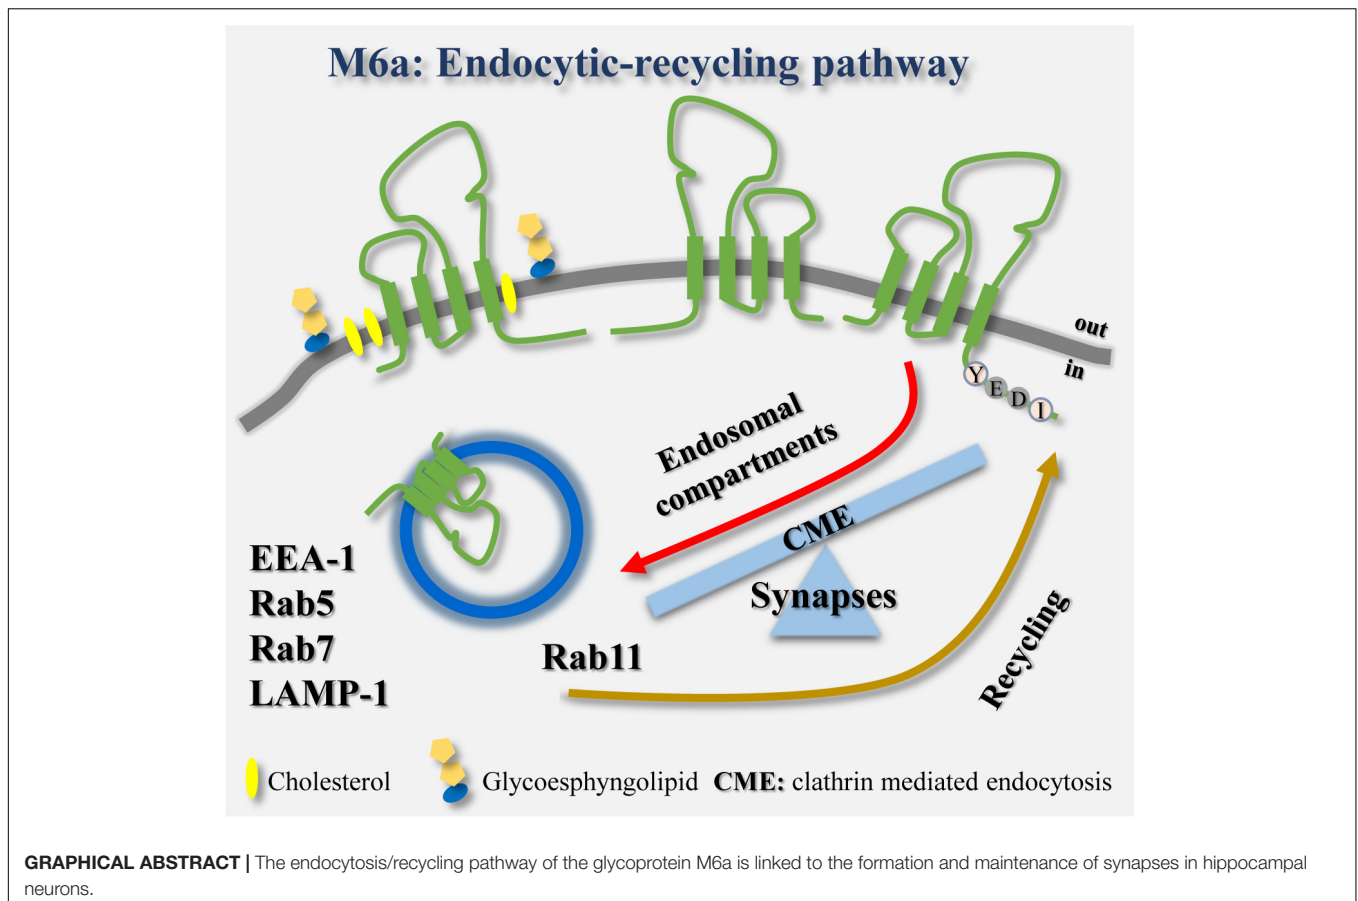 M6a: Endocytic-recycling pathway
out
in
Y
E
D
I
Endosomal
compartments
CME
Synapses
EEA-1
Rab5
Rab7
LAMP-1
Rab11
Recycling
Cholesterol
Glycoesphyngolipid
CME: clathrin mediated endocytosis
GRAPHICAL ABSTRACT | The endocytosis/recycling pathway of the glycoprotein M6a is linked to the formation and maintenance of synapses in hippocampal
neurons.